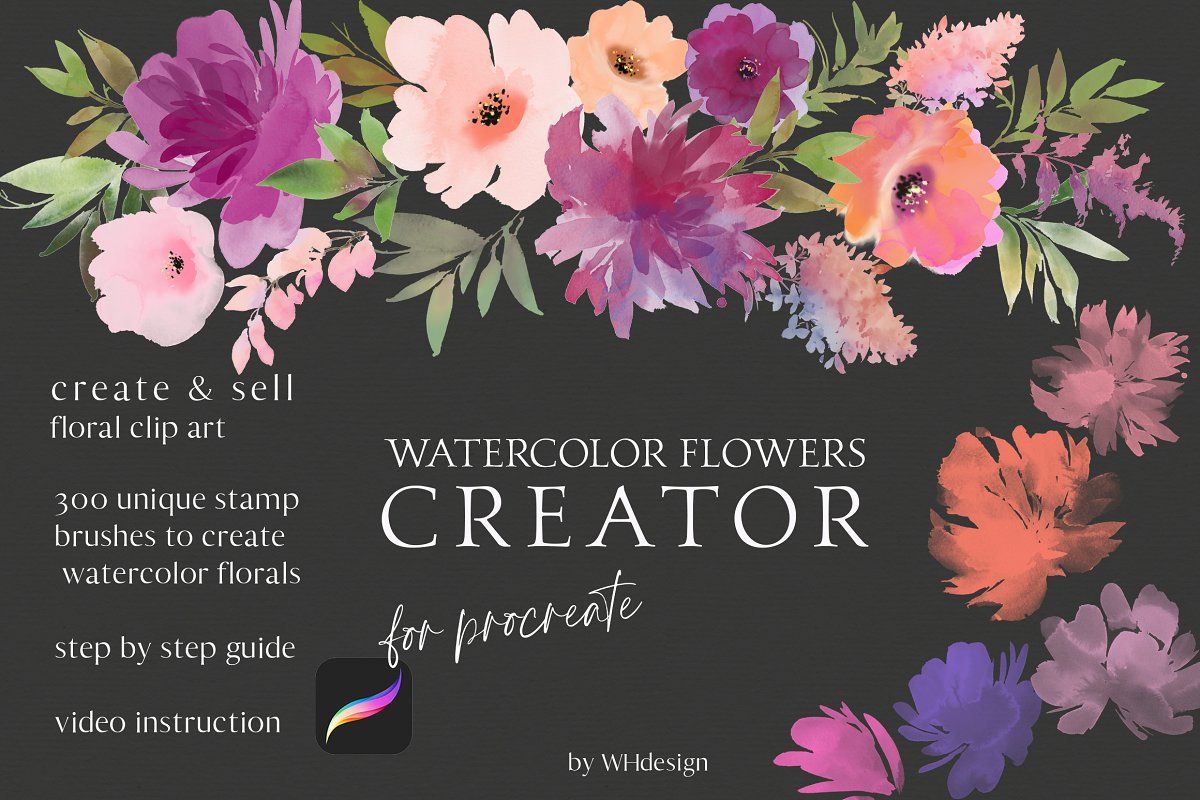 create & sell
floral clip art
300 unique stamp
brushes to create
watercolor florals
step by step guide
video instruction
WATERCOLOR FLOWERS
CREATOR
for procreate
by WHdesign